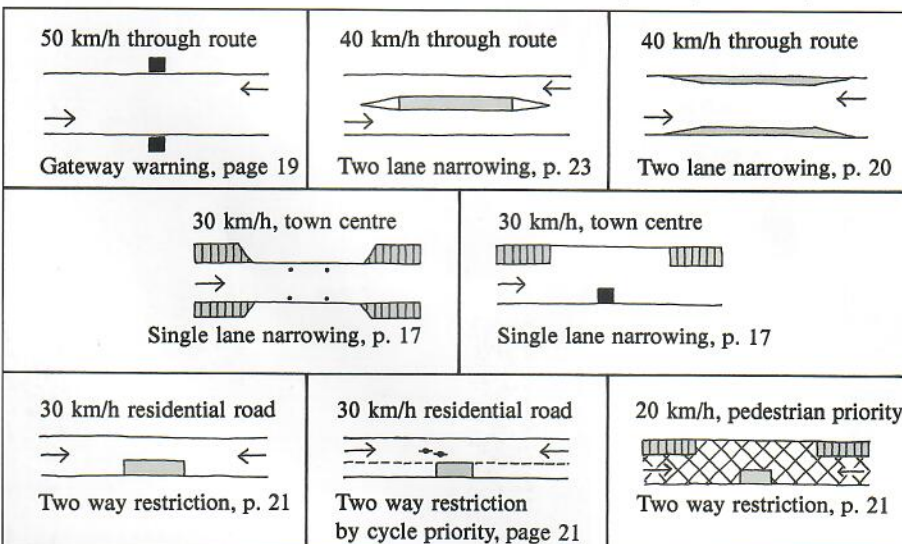 50 km/h through route
Gateway warning, page 19
40 km/h through route
Two lane narrowing, p. 23
40 km/h through route
Two lane narrowing, p. 20
30 km/h, town centre
Single lane narrowing, p. 17
30 km/h, town centre
Single lane narrowing, p. 17
30 km/h residential road
Two way restriction, p. 21
30 km/h residential road
Two way restriction
by cycle priority, page 21
20 km/h, pedestrian priority
Two way restriction, p. 21